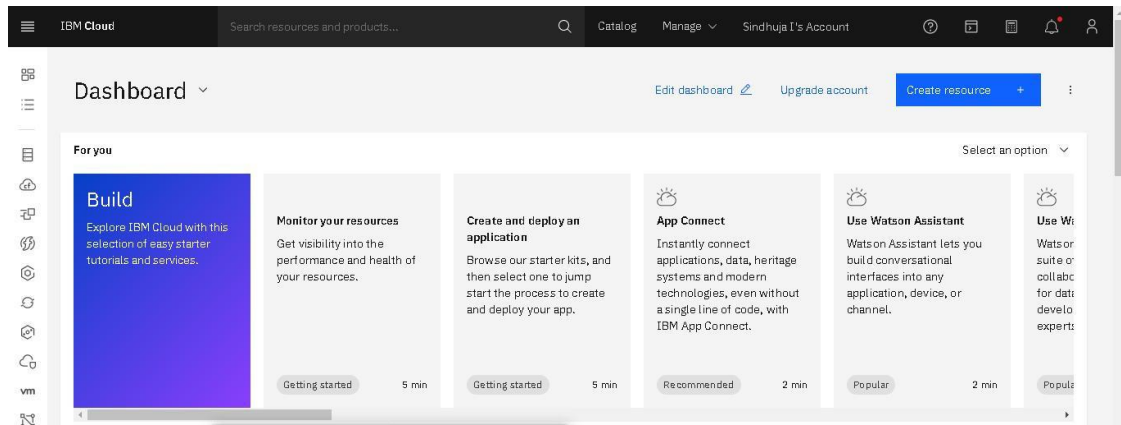 IBM Cloud
Search resources and products...
Catalog
Manage
Sindhuja I's Account
Dashboard
Edit dashboard
Upgrade account
Create resource +
For you
Select an option
Build
Explore IBM Cloud with this
selection of easy starter
tutorials and services.
Monitor your resources
Get visibility into the
performance and health of
your resources.
Getting started 5 min
Create and deploy an
application
Browse our starter kits, and
then select one to jump
start the process to create
and deploy your app.
Getting started 5 min
App Connect
Instantly connect
applications, data, heritage
systems and modern
technologies, even without
a single line of code, with
IBM App Connect.
Recommended 2 min
Use Watson Assistant
Watson Assistant lets you
build conversational
interfaces into any
application, device, or
channel.
Popular 2 min
Use
suite
for
vm